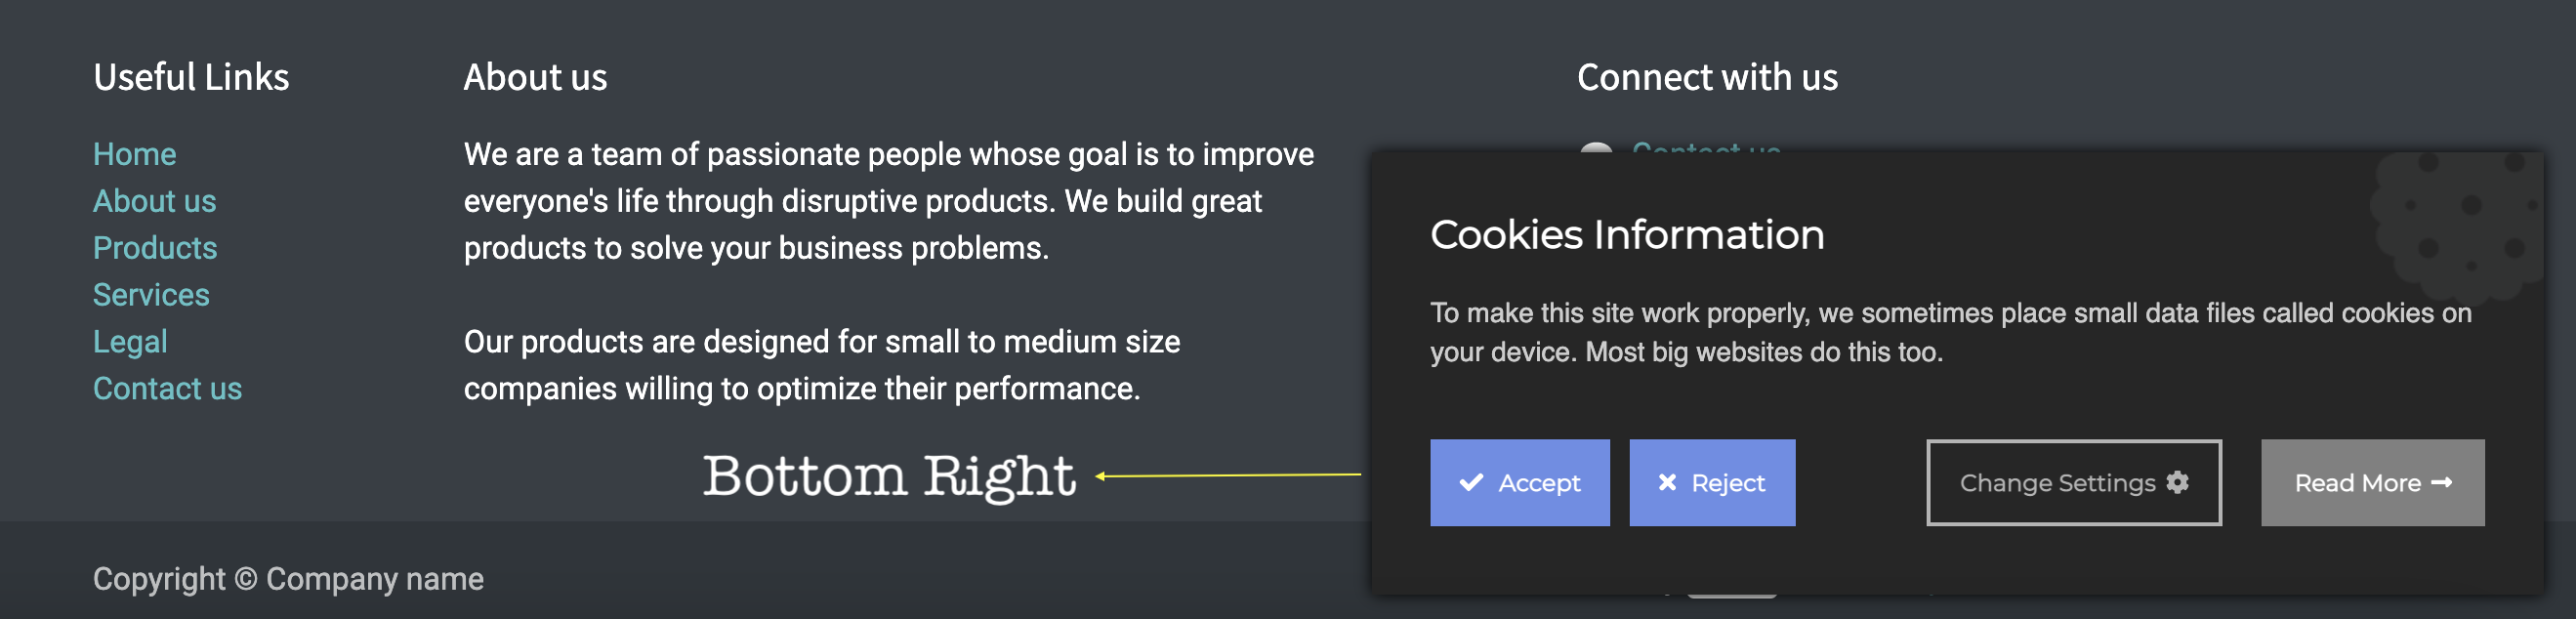 Useful Links
Home
About us
Products
Services
Legal
Contact us
About us
We are a team of passionate people whose goal is to improve
everyone's life through disruptive products. We build great
products to solve your business problems.
Our products are designed for small to medium size
companies willing to optimize their performance.
Bottom Right
Connect with us
Contact us
Cookies Information
To make this site work properly, we sometimes place small data files called cookies on
your device. Most big websites do this too.
Accept
Reject
Change Settings
Read More
Copyright © Company name